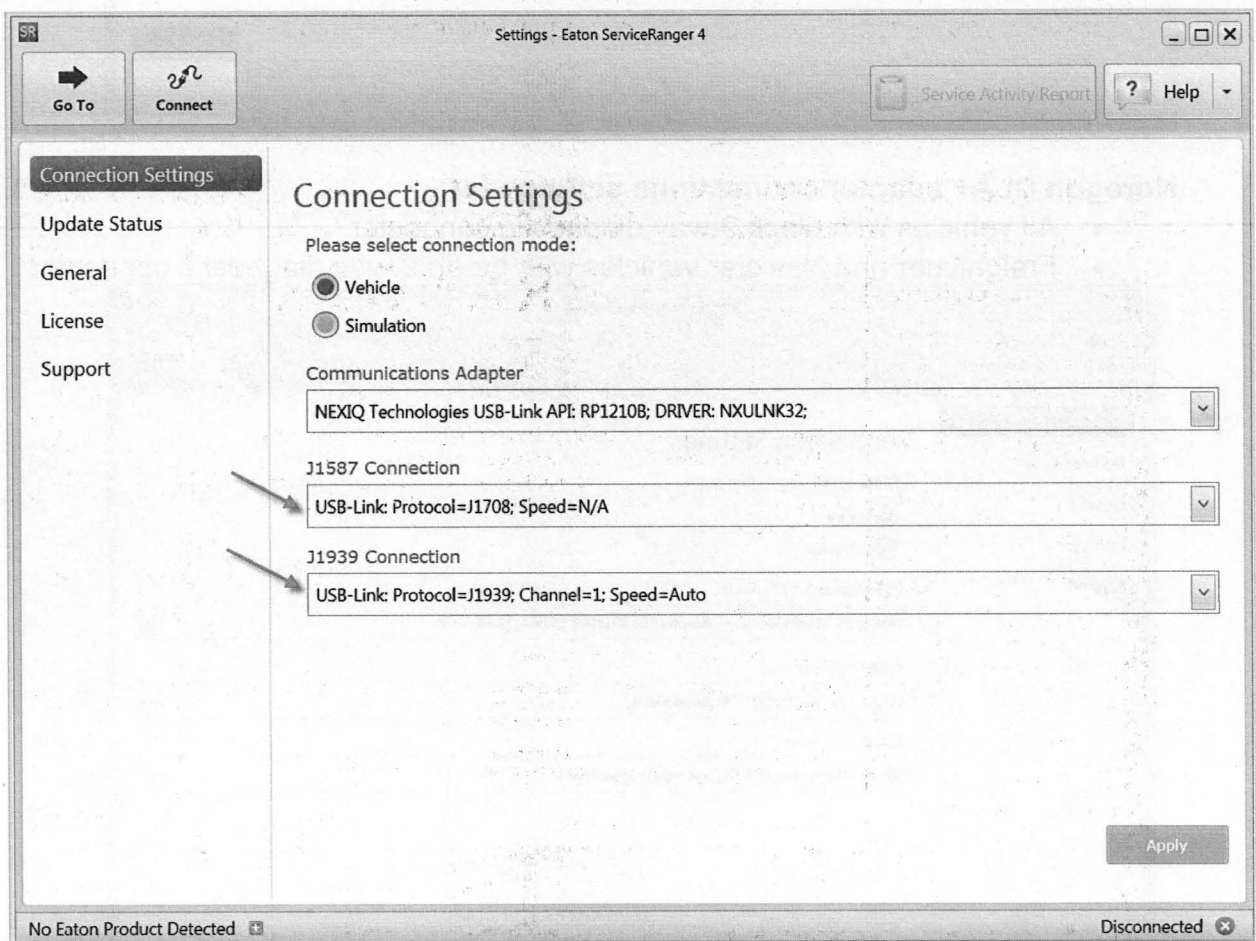 SR
Settings - Eaton ServiceRanger 4
Go To
Connect
Service Activity Report
? Help
Connection Settings
Update Status
General
License
Support
Connection Settings
Please select connection mode:
Vehicle
Simulation
Communications Adapter
NEXIQ Technologies USB-Link API: RP1210B; DRIVER: NXULNK32;
J1587 Connection
USB-Link: Protocol=J1708; Speed=N/A
J1939 Connection
USB-Link: Protocol=J1939; Channel=1; Speed=Auto
Apply
No Eaton Product Detected
Disconnected